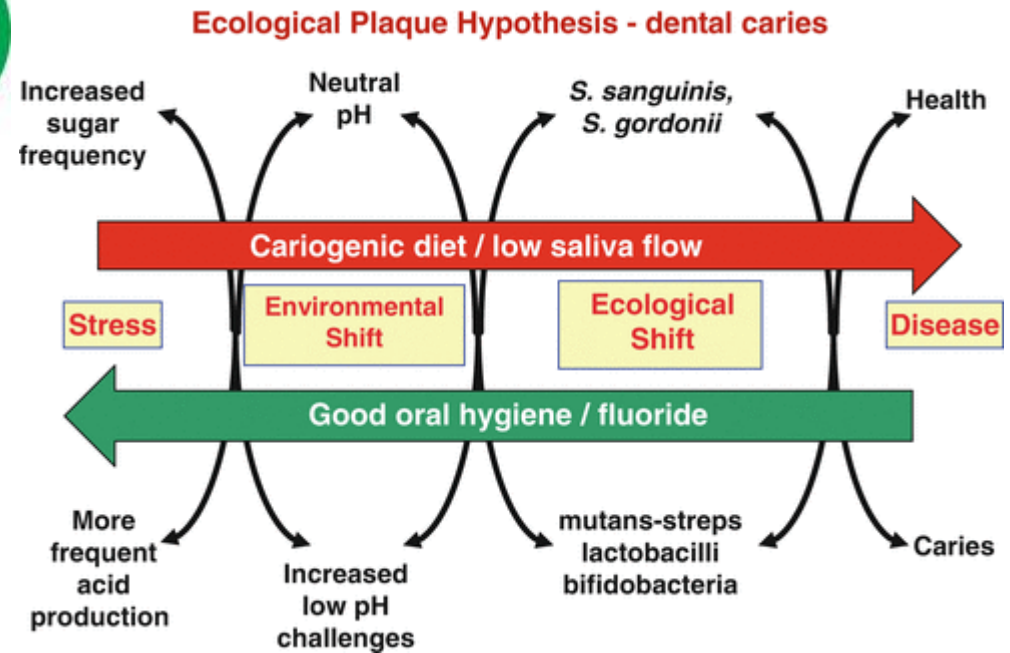 Ecological Plaque Hypothesis - dental caries
Increased
sugar
frequency
Neutral
pH
S. sanguinis,
S. gordonii
Health
Cariogenic diet / low saliva flow
Stress
Environmental
Shift
Ecological
Shift
Disease
Good oral hygiene / fluoride
More
frequent
acid
production
Increased
low pH
challenges
mutans-streps
lactobacilli
bifidobacteria
Caries